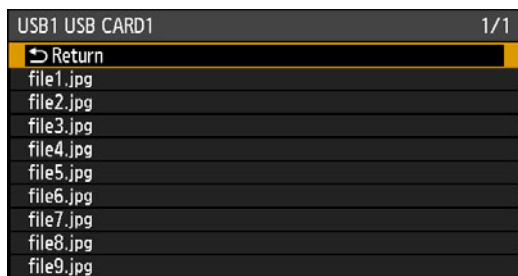 USB1 USB CARD1 1/1
Return
file1.jpg
file2.jpg
file3.jpg
file4.jpg
file5.jpg
file6.jpg
file7.jpg
file8.jpg
file9.jpg